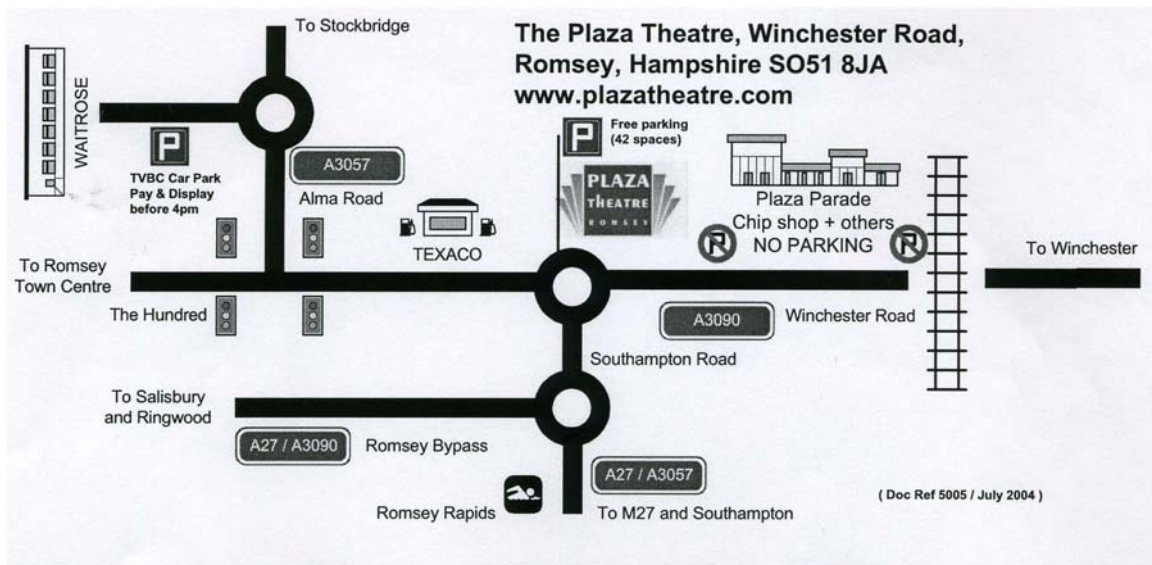 To Stockbridge
The Plaza Theatre, Winchester Road,
Romsey, Hampshire SO51 8JA
www.plazatheatre.com
WAITROSE
P
TVBC Car Park
Pay & Display
before 4pm
A3057
Alma Road
TEXACO
P
Free parking
(42 spaces)
PLAZA
THEATRE
ROMSEY
Plaza Parade
Chip shop + others
NO PARKING
P
P
To Romsey
Town Centre
The Hundred
To Winchester
A3090
Winchester Road
Southampton Road
To Salisbury
and Ringwood
A27 / A3090
Romsey Bypass
A27 / A3057
Romsey Rapids
To M27 and Southampton
( Doc Ref 5005 / July 2004 )